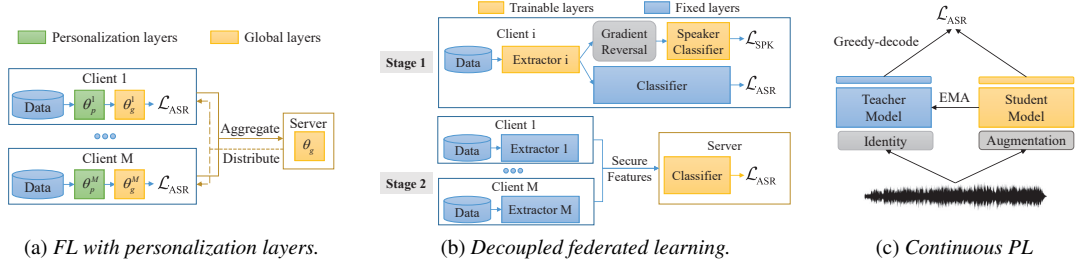 Personalization layers
Global layers
Client 1
Data θ_p^1 θ_g^1 ℒ_ASR
Client M
Data θ_p^M θ_g^M ℒ_ASR
Aggregate
Distribute
Server
θ_g
(a) FL with personalization layers.
Trainable layers
Fixed layers
Stage 1
Client i
Data
Extractor i
Gradient
Reversal
Speaker
Classifier
ℒ_SPK
Classifier
ℒ_ASR
Stage 2
Client 1
Data
Extractor 1
Client M
Data
Extractor M
Secure
Features
Server
Classifier
ℒ_ASR
(b) Decoupled federated learning.
ℒ_ASR
Greedy-decode
Teacher
Model
EMA
Student
Model
Identity
Augmentation
(c) Continuous PL